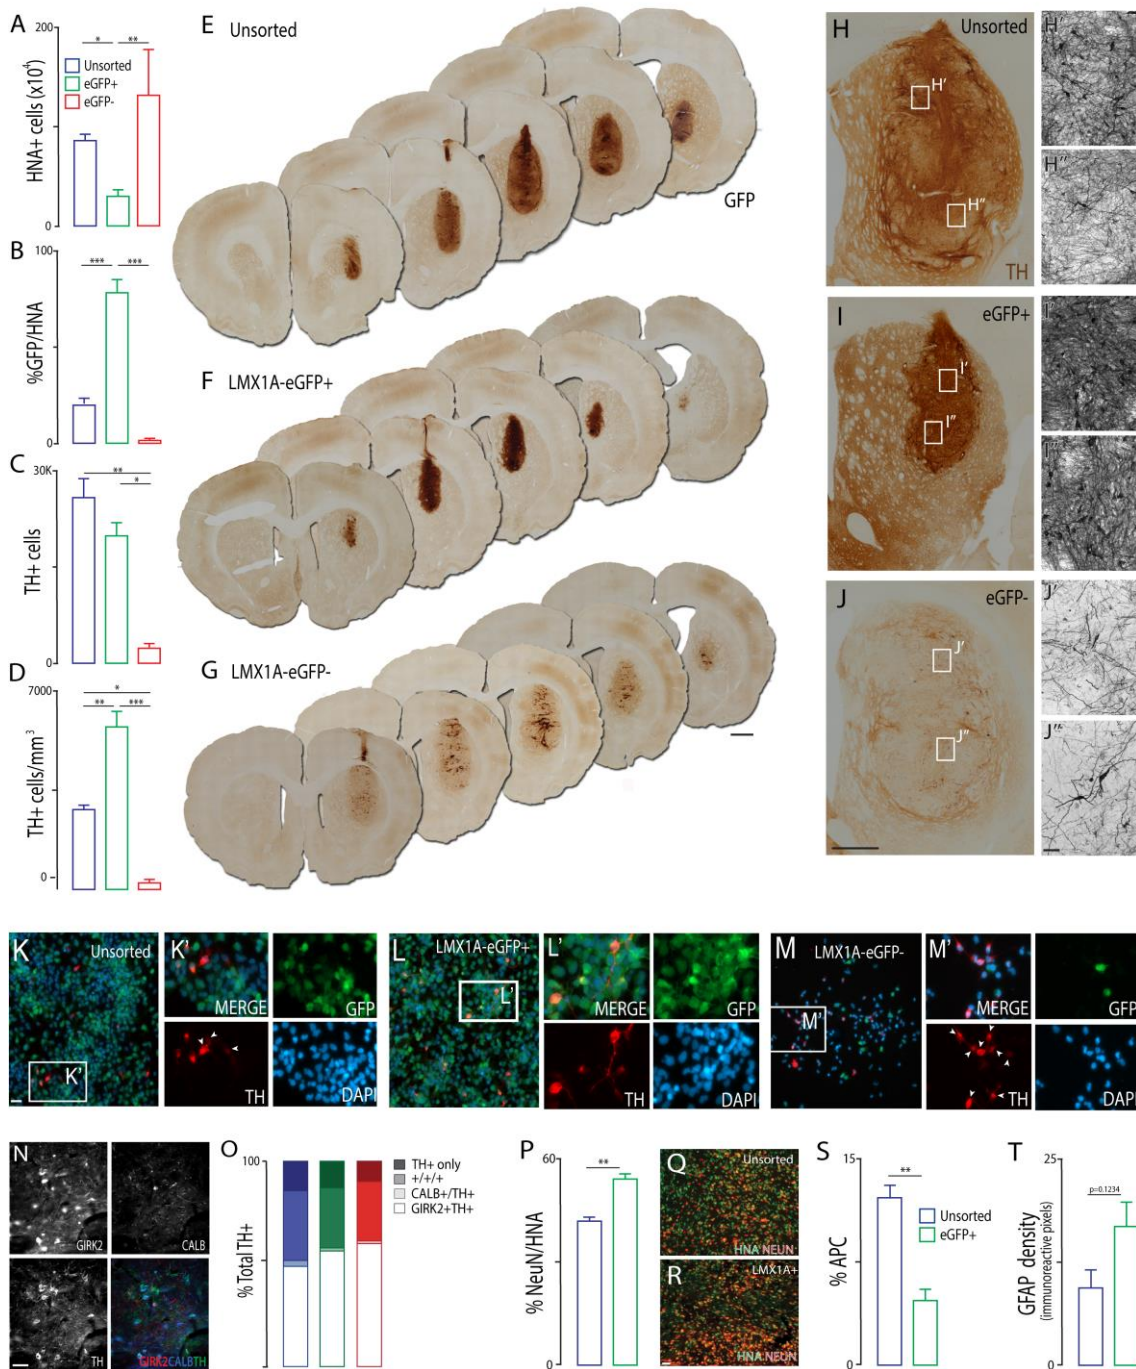 A
HNA+ cells (x10⁴)
200
100
0
*
**
Unsorted
eGFP+
eGFP-
B
%GFP/HNA
100
0
***
***
C
TH+ cells
30K
0
**
*
D
TH+ cells/mm³
7000
0
*
**
***
E
Unsorted
GFP
F
LMX1A-eGFP+
G
LMX1A-eGFP-
H
Unsorted
H'
H''
TH
H'
H''
I
eGFP+
I'
I''
I'
I''
J
eGFP-
J'
J''
J'
J''
K
Unsorted
K'
K'
MERGE
GFP
TH
DAPI
L
LMX1A-eGFP+
L'
L'
MERGE
GFP
TH
DAPI
M
LMX1A-eGFP-
M'
M'
MERGE
GFP
TH
DAPI
N
GIRK2
CALB
TH
GIRK2CALBTH
O
% Total TH+
100
TH+ only
+/+/+
CALB+/TH+
GIRK2+TH+
P
% NeuN/HNA
60
0
**
Q
Unsorted
HNA NEUN
R
LMX1A+
HNA NEUN
S
% APC
15
0
**
Unsorted
eGFP+
T
GFAP density
(immunoreactive pixels)
25
0
p=0.1234